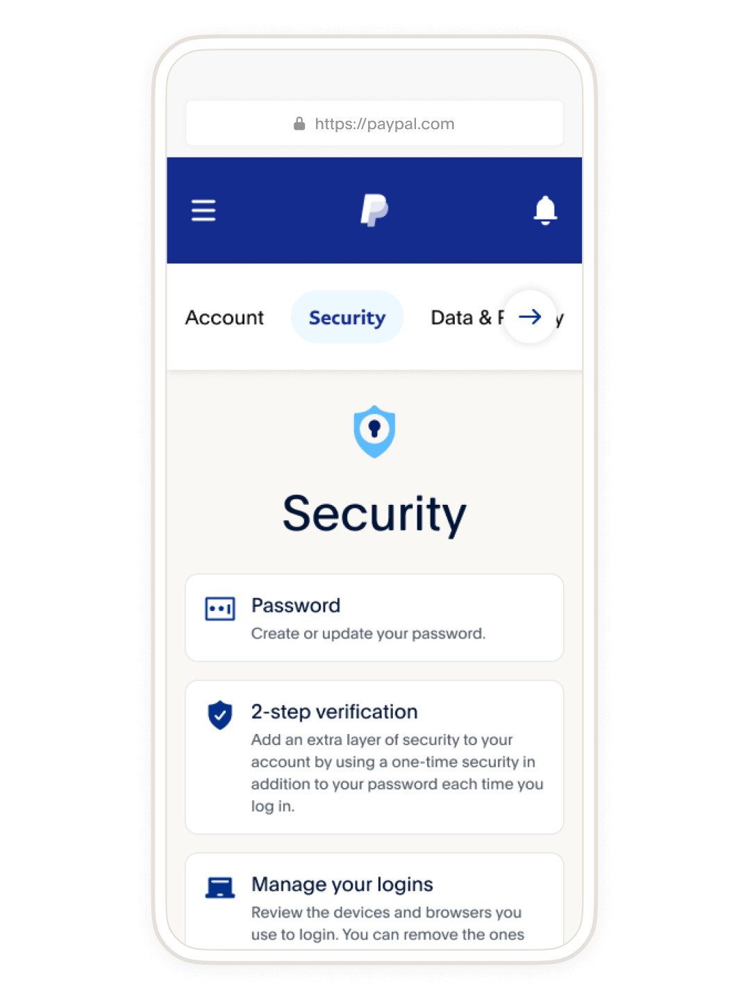 https://paypal.com
Account Security Data &
Security
Password
Create or update your password.
2-step verification
Add an extra layer of security to your
account by using a one-time security in
addition to your password each time you
log in.
Manage your logins
Review the devices and browsers you
use to login. You can remove the ones